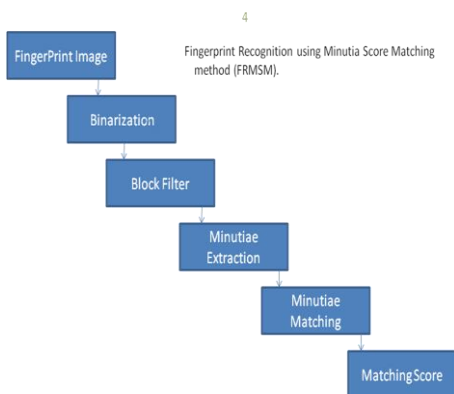 4
Fingerprint Recognition using Minutia Score Matching
method (FRMSM).
FingerPrint Image
Binarization
Block Filter
Minutiae
Extraction
Minutiae
Matching
Matching Score